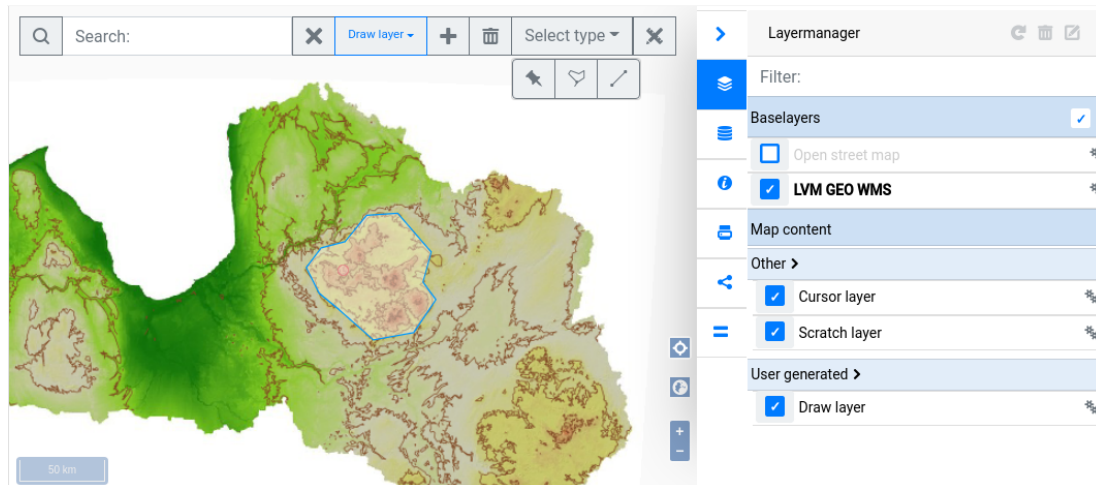 Search:
Draw layer
Select type
50 km
+
−
Layermanager
Filter:
Baselayers
Open street map
LVM GEO WMS
Map content
Other
Cursor layer
Scratch layer
User generated
Draw layer